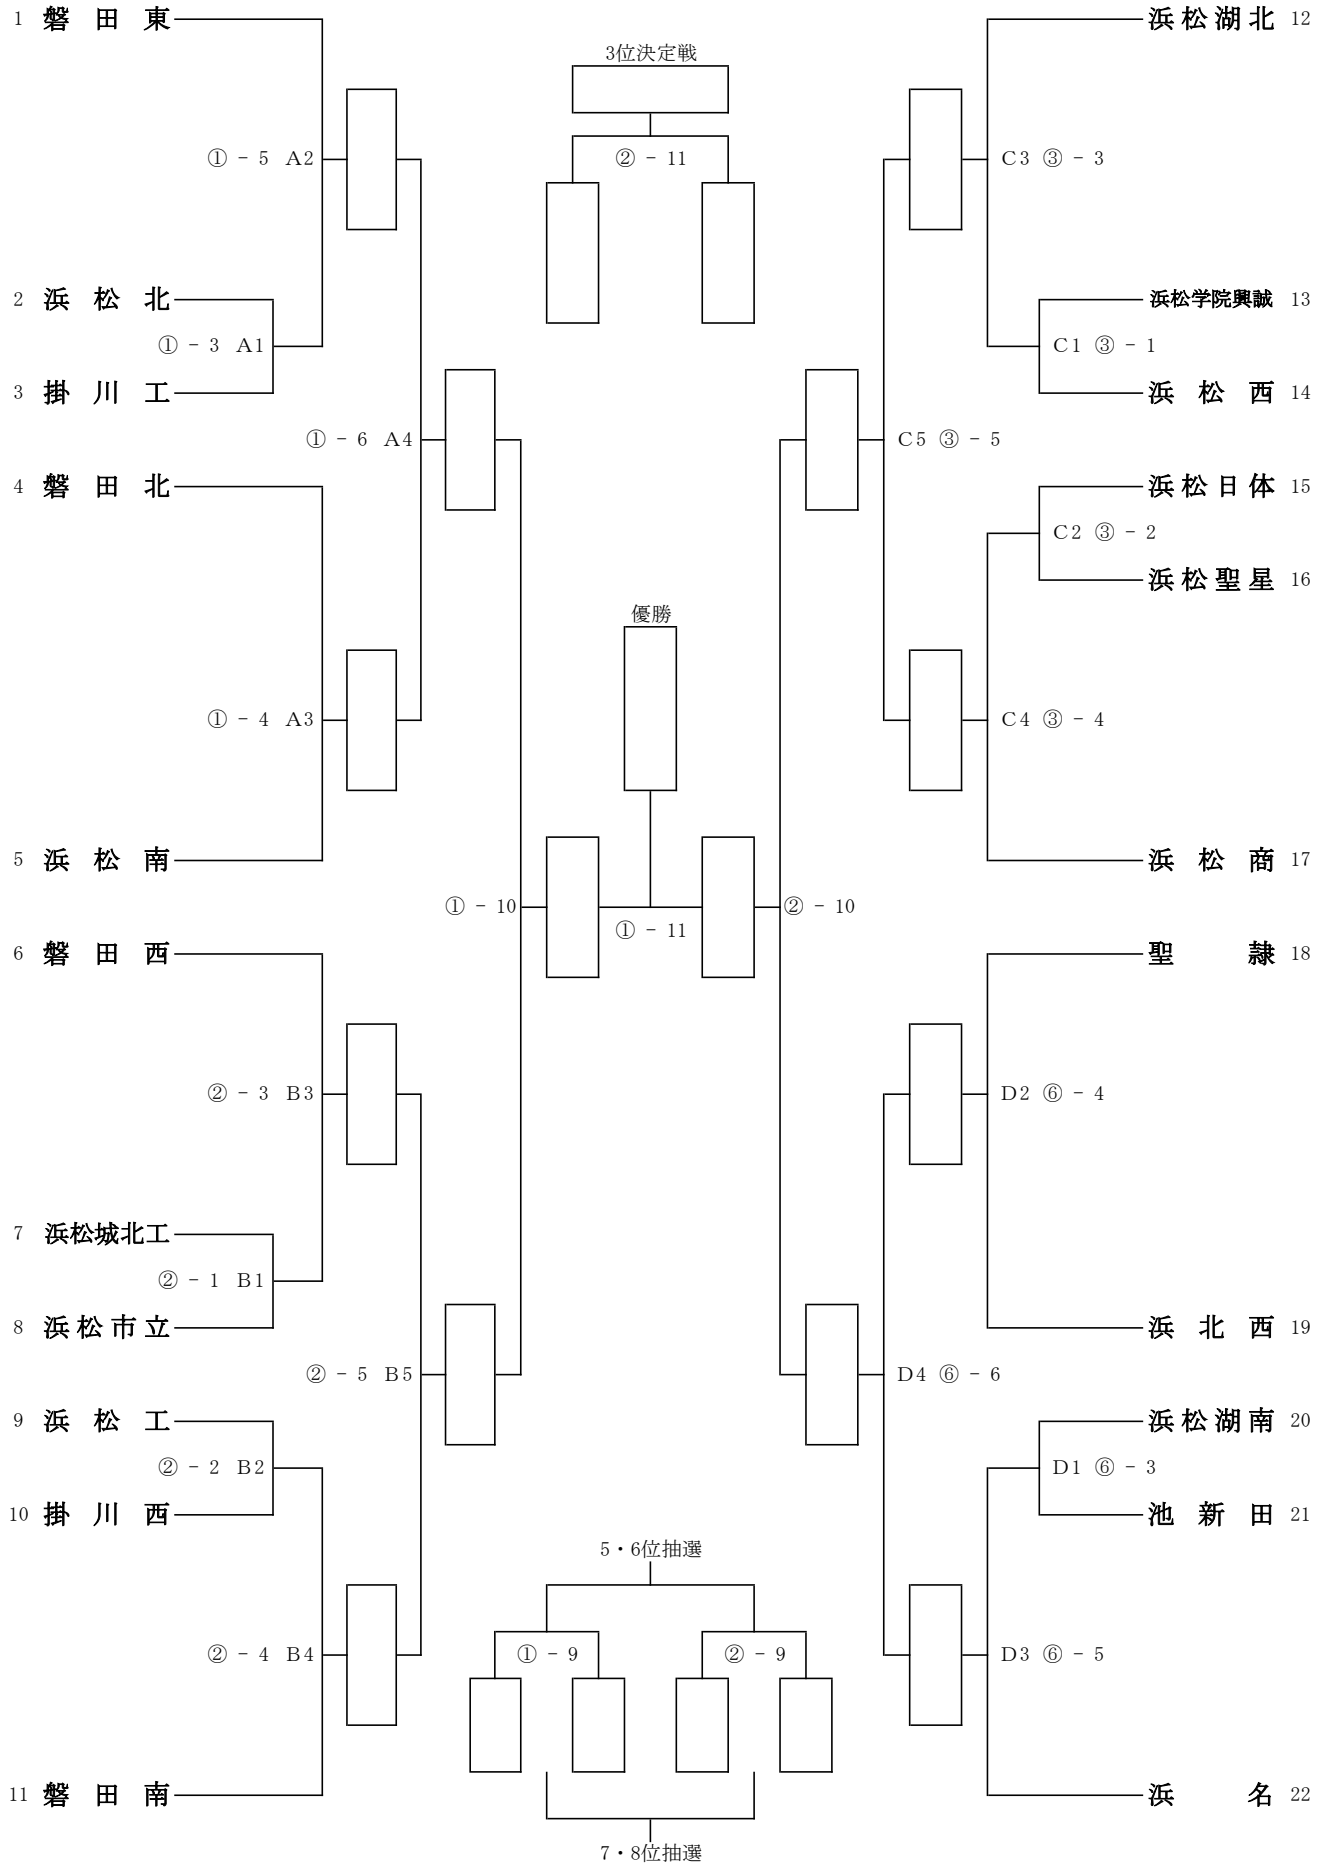 1 磐田東
浜松湖北 12
3位決定戦
① - 5 A2
② - 11
C3 ③ - 3
2 浜松北
浜松学院興誠 13
① - 3 A1
C1 ③ - 1
3 掛川工
浜松西 14
① - 6 A4
C5 ③ - 5
4 磐田北
浜松日体 15
C2 ③ - 2
浜松聖星 16
優勝
① - 4 A3
C4 ③ - 4
5 浜松南
浜松商 17
① - 10
② - 10
① - 11
6 磐田西
聖隷 18
② - 3 B3
D2 ⑥ - 4
7 浜松城北工
② - 1 B1
8 浜松市立
浜北西 19
② - 5 B5
D4 ⑥ - 6
9 浜松工
浜松湖南 20
② - 2 B2
D1 ⑥ - 3
10 掛川西
池新田 21
5・6位抽選
② - 4 B4
① - 9
② - 9
D3 ⑥ - 5
11 磐田南
浜名 22
7・8位抽選